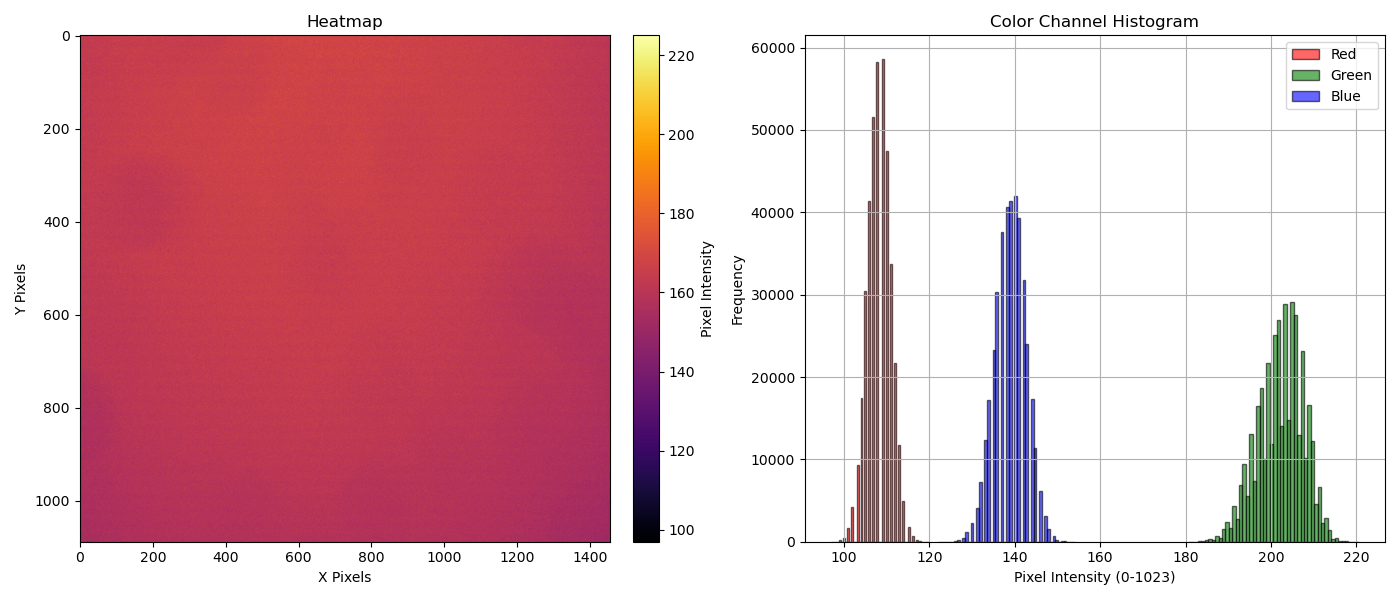 Heatmap
0
200
400
600
800
1000
Y Pixels
0 200 400 600 800 1000 1200 1400
X Pixels
220
200
180
160
140
120
100
Pixel Intensity
Color Channel Histogram
60000
50000
40000
30000
20000
10000
0
Frequency
Red
Green
Blue
100 120 140 160 180 200 220
Pixel Intensity (0-1023)